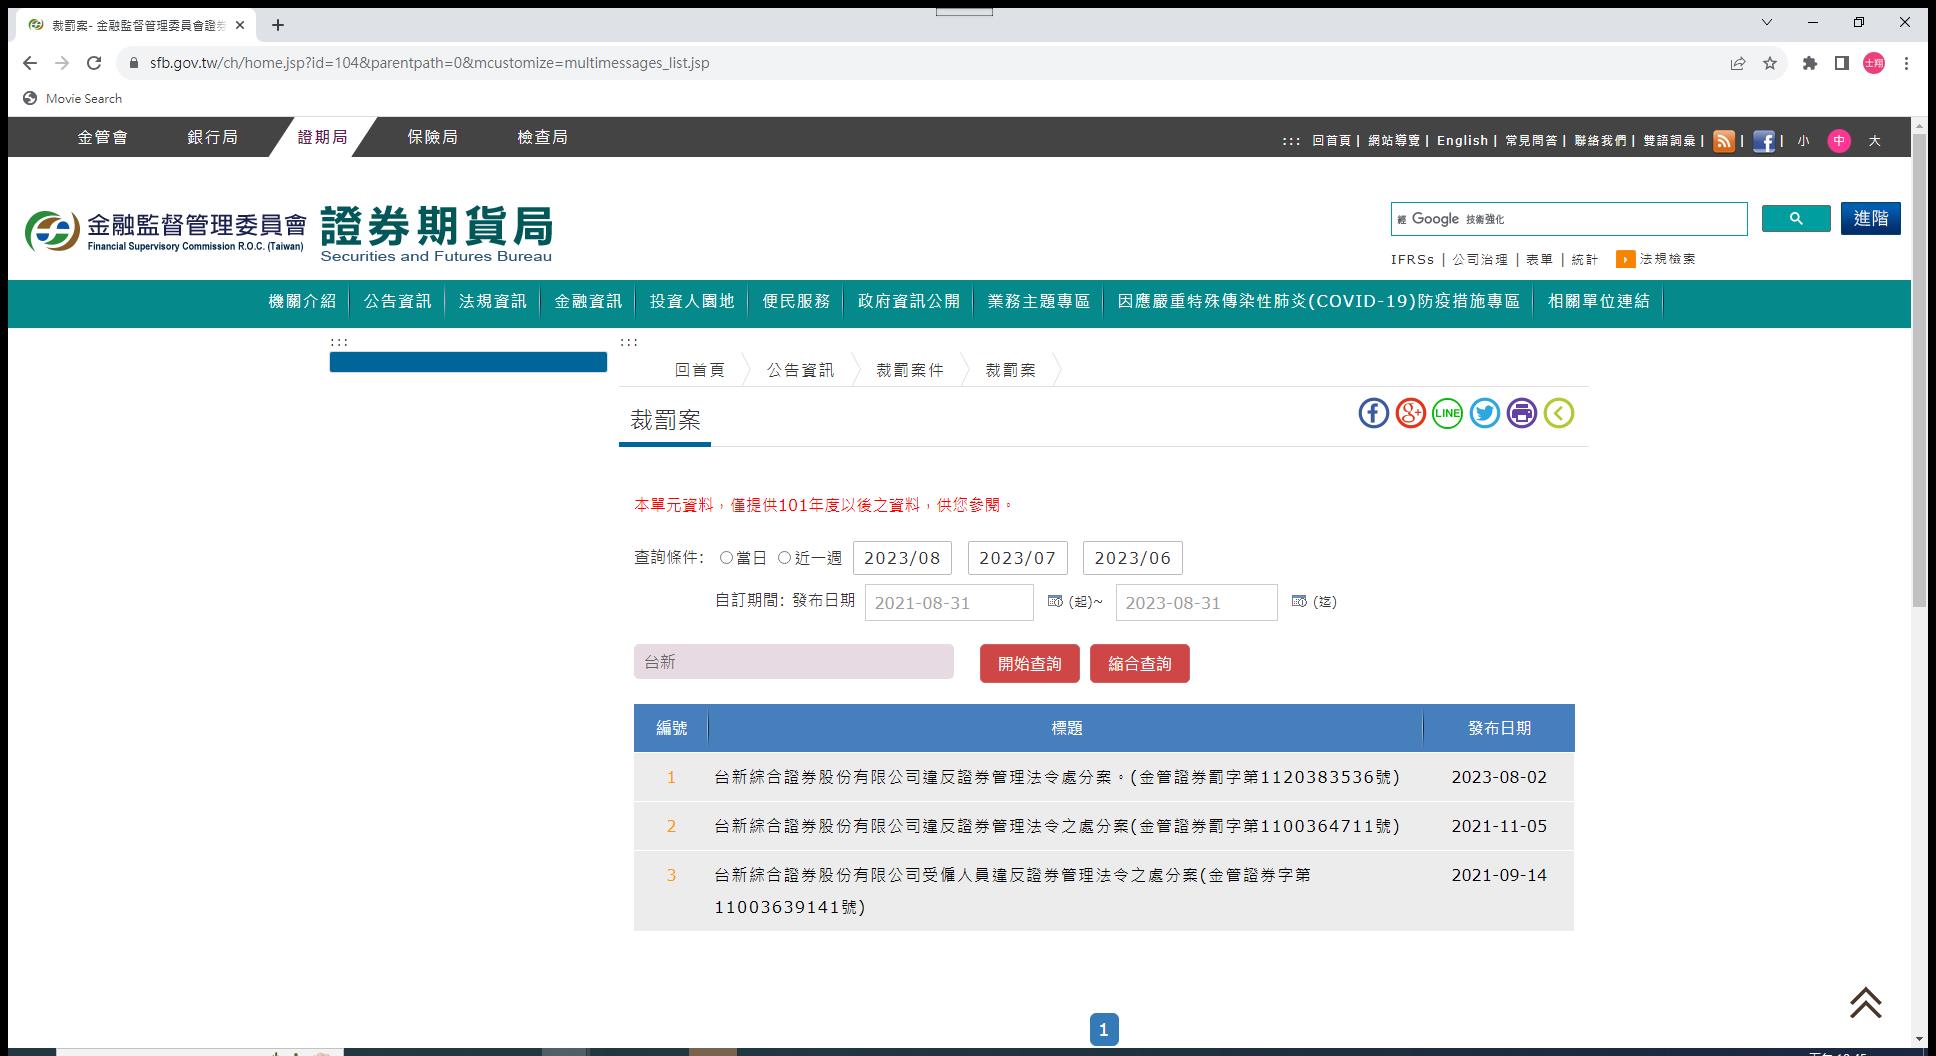 裁罰案- 金融監督管理委員會證券
sfb.gov.tw/ch/home.jsp?id=104&parentpath=0&mcustomize=multimessages_list.jsp
士翔
Movie Search
金管會 銀行局 證期局 保險局 檢查局
::: 回首頁 | 網站導覽 | English | 常見問答 | 聯絡我們 | 雙語詞彙 | | | 小 中 大
金融監督管理委員會 證券期貨局
Financial Supervisory Commission R.O.C. (Taiwan) Securities and Futures Bureau
經 Google 技術強化
進階
IFRSs | 公司治理 | 表單 | 統計 法規檢索
機關介紹 公告資訊 法規資訊 金融資訊 投資人園地 便民服務 政府資訊公開 業務主題專區 因應嚴重特殊傳染性肺炎(COVID-19)防疫措施專區 相關單位連結
::: :::
回首頁 公告資訊 裁罰案件 裁罰案
裁罰案
LINE
本單元資料，僅提供101年度以後之資料，供您參閱。
查詢條件: 當日 近一週 2023/08 2023/07 2023/06
自訂期間: 發布日期 2021-08-31 (起)~ 2023-08-31 (迄)
台新 開始查詢 縮合查詢
編號 標題 發布日期
1 台新綜合證券股份有限公司違反證券管理法令處分案。(金管證券罰字第1120383536號) 2023-08-02
2 台新綜合證券股份有限公司違反證券管理法令之處分案(金管證券罰字第1100364711號) 2021-11-05
3 台新綜合證券股份有限公司受僱人員違反證券管理法令之處分案(金管證券字第 2021-09-14
11003639141號)
1